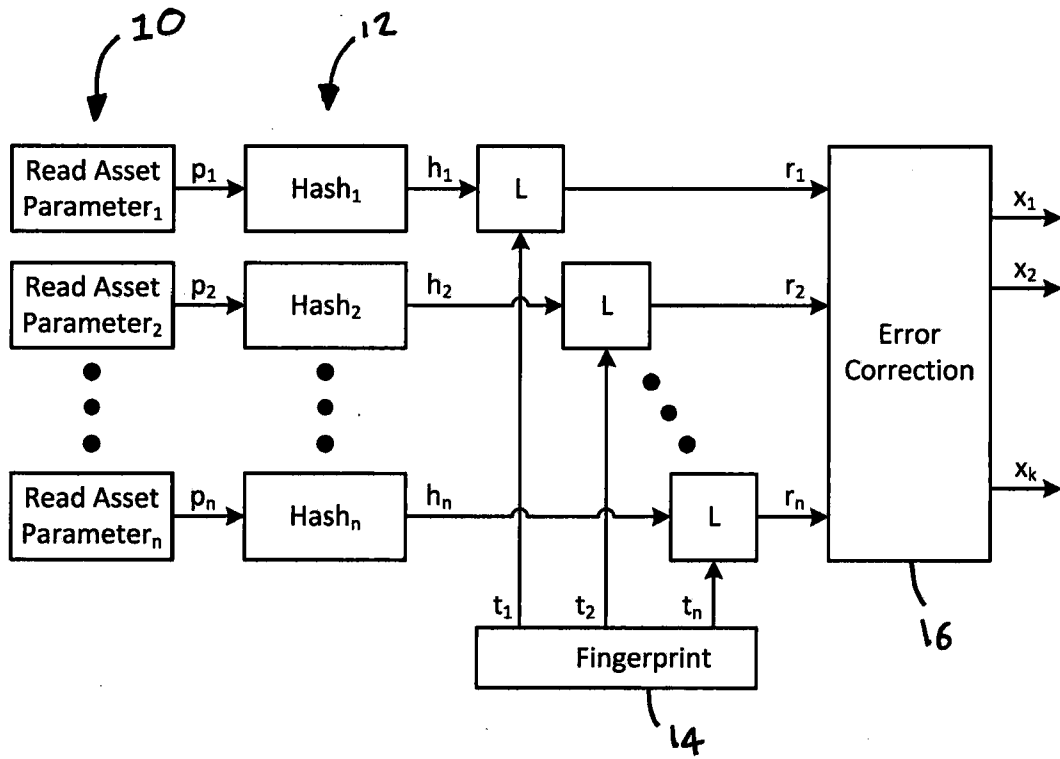 10
12
Read Asset
Parameter₁
p₁
Hash₁
h₁
L
r₁
x₁
Read Asset
Parameter₂
p₂
Hash₂
h₂
L
r₂
x₂
Error
Correction
Read Asset
Parameterₙ
pₙ
Hashₙ
hₙ
L
rₙ
xₖ
t₁
t₂
tₙ
Fingerprint
16
14